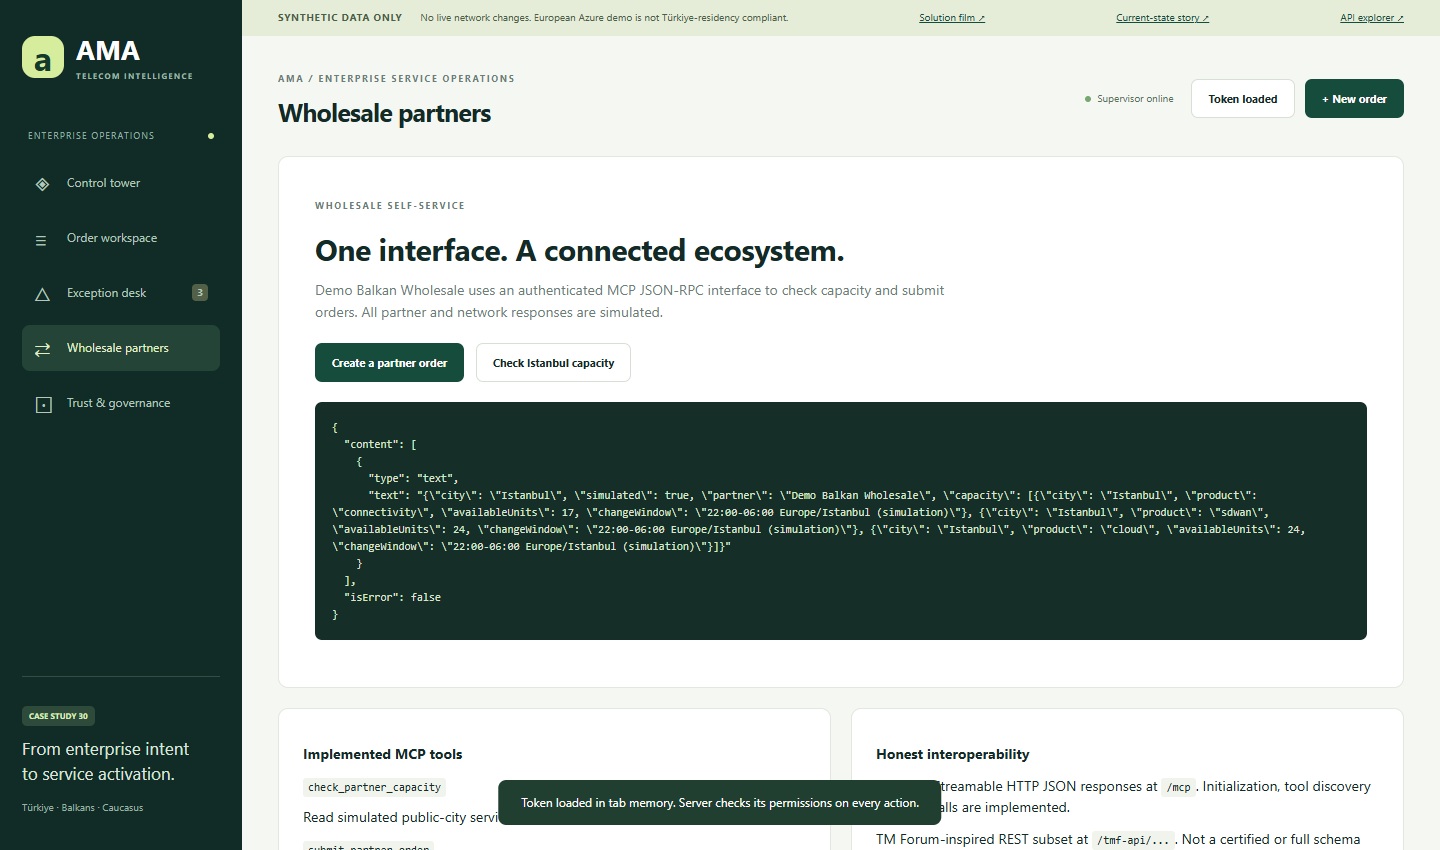 a
AMA
TELECOM INTELLIGENCE
ENTERPRISE OPERATIONS
Control tower
Order workspace
Exception desk 3
Wholesale partners
Trust & governance
CASE STUDY 30
From enterprise intent
to service activation.
Türkiye · Balkans · Caucasus
SYNTHETIC DATA ONLY No live network changes. European Azure demo is not Türkiye-residency compliant. Solution film ↗ Current-state story ↗ API explorer ↗
AMA / ENTERPRISE SERVICE OPERATIONS
Wholesale partners
Supervisor online Token loaded + New order
WHOLESALE SELF-SERVICE
One interface. A connected ecosystem.
Demo Balkan Wholesale uses an authenticated MCP JSON-RPC interface to check capacity and submit
orders. All partner and network responses are simulated.
Create a partner order Check Istanbul capacity
{
"content": [
{
"type": "text",
"text": "{\"city\": \"Istanbul\", \"simulated\": true, \"partner\": \"Demo Balkan Wholesale\", \"capacity\": [{\"city\": \"Istanbul\", \"product\":
\"connectivity\", \"availableUnits\": 17, \"changeWindow\": \"22:00-06:00 Europe/Istanbul (simulation)\"}, {\"city\": \"Istanbul\", \"product\": \"sdwan\",
\"availableUnits\": 24, \"changeWindow\": \"22:00-06:00 Europe/Istanbul (simulation)\"}, {\"city\": \"Istanbul\", \"product\": \"cloud\", \"availableUnits\": 24,
\"changeWindow\": \"22:00-06:00 Europe/Istanbul (simulation)\"}]}"
}
],
"isError": false
}
Implemented MCP tools
check_partner_capacity
Read simulated public-city
submit_partner_order
Honest interoperability
HTTP JSON responses at /mcp. Initialization, tool discovery
are implemented.
TM Forum-inspired REST subset at /tmf-api/... . Not a certified or full schema
Token loaded in tab memory. Server checks its permissions on every action.